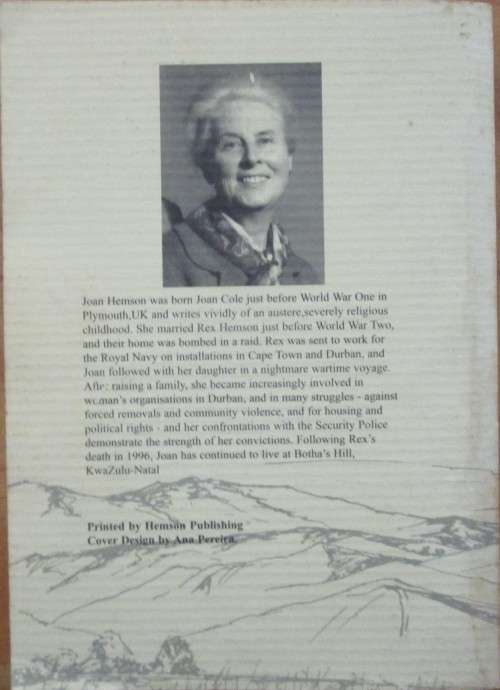 Joan Hemson was born Joan Cole just before World War One in
Plymouth,UK and writes vividly of an austere,severely religious
childhood. She married Rex Hemson just before World War Two,
and their home was bombed in a raid. Rex was sent to work for
the Royal Navy on installations in Cape Town and Durban, and
Joan followed with her daughter in a nightmare wartime voyage.
After raising a family, she became increasingly involved in
woman's organisations in Durban, and in many struggles - against
forced removals and community violence, and for housing and
political rights - and her confrontations with the Security Police
demonstrate the strength of her convictions. Following Rex's
death in 1996, Joan has continued to live at Botha's Hill,
KwaZulu-Natal
Printed by Hemson Publishing
Cover Design by Ana Pereira.